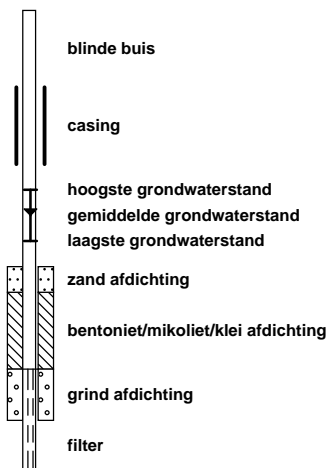 blinde buis
casing
hoogste grondwaterstand
gemiddelde grondwaterstand
laagste grondwaterstand
zand afdichting
bentoniet/mikoliet/klei afdichting
grind afdichting
filter